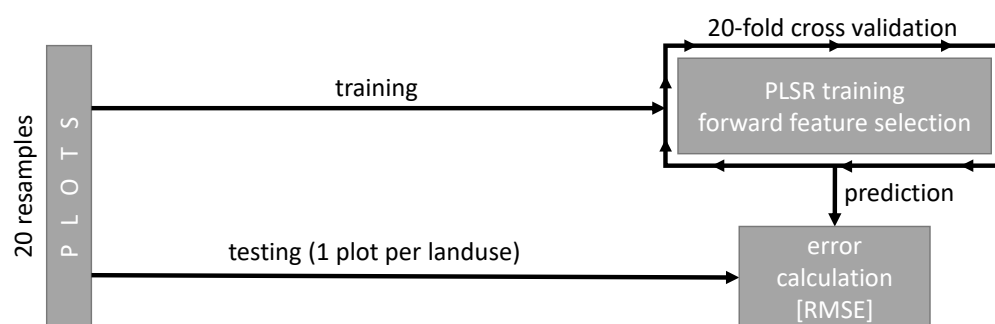 20-fold cross validation
training
PLSR training
forward feature selection
20 resamples
P L O T S
prediction
testing (1 plot per landuse)
error
calculation
[RMSE]